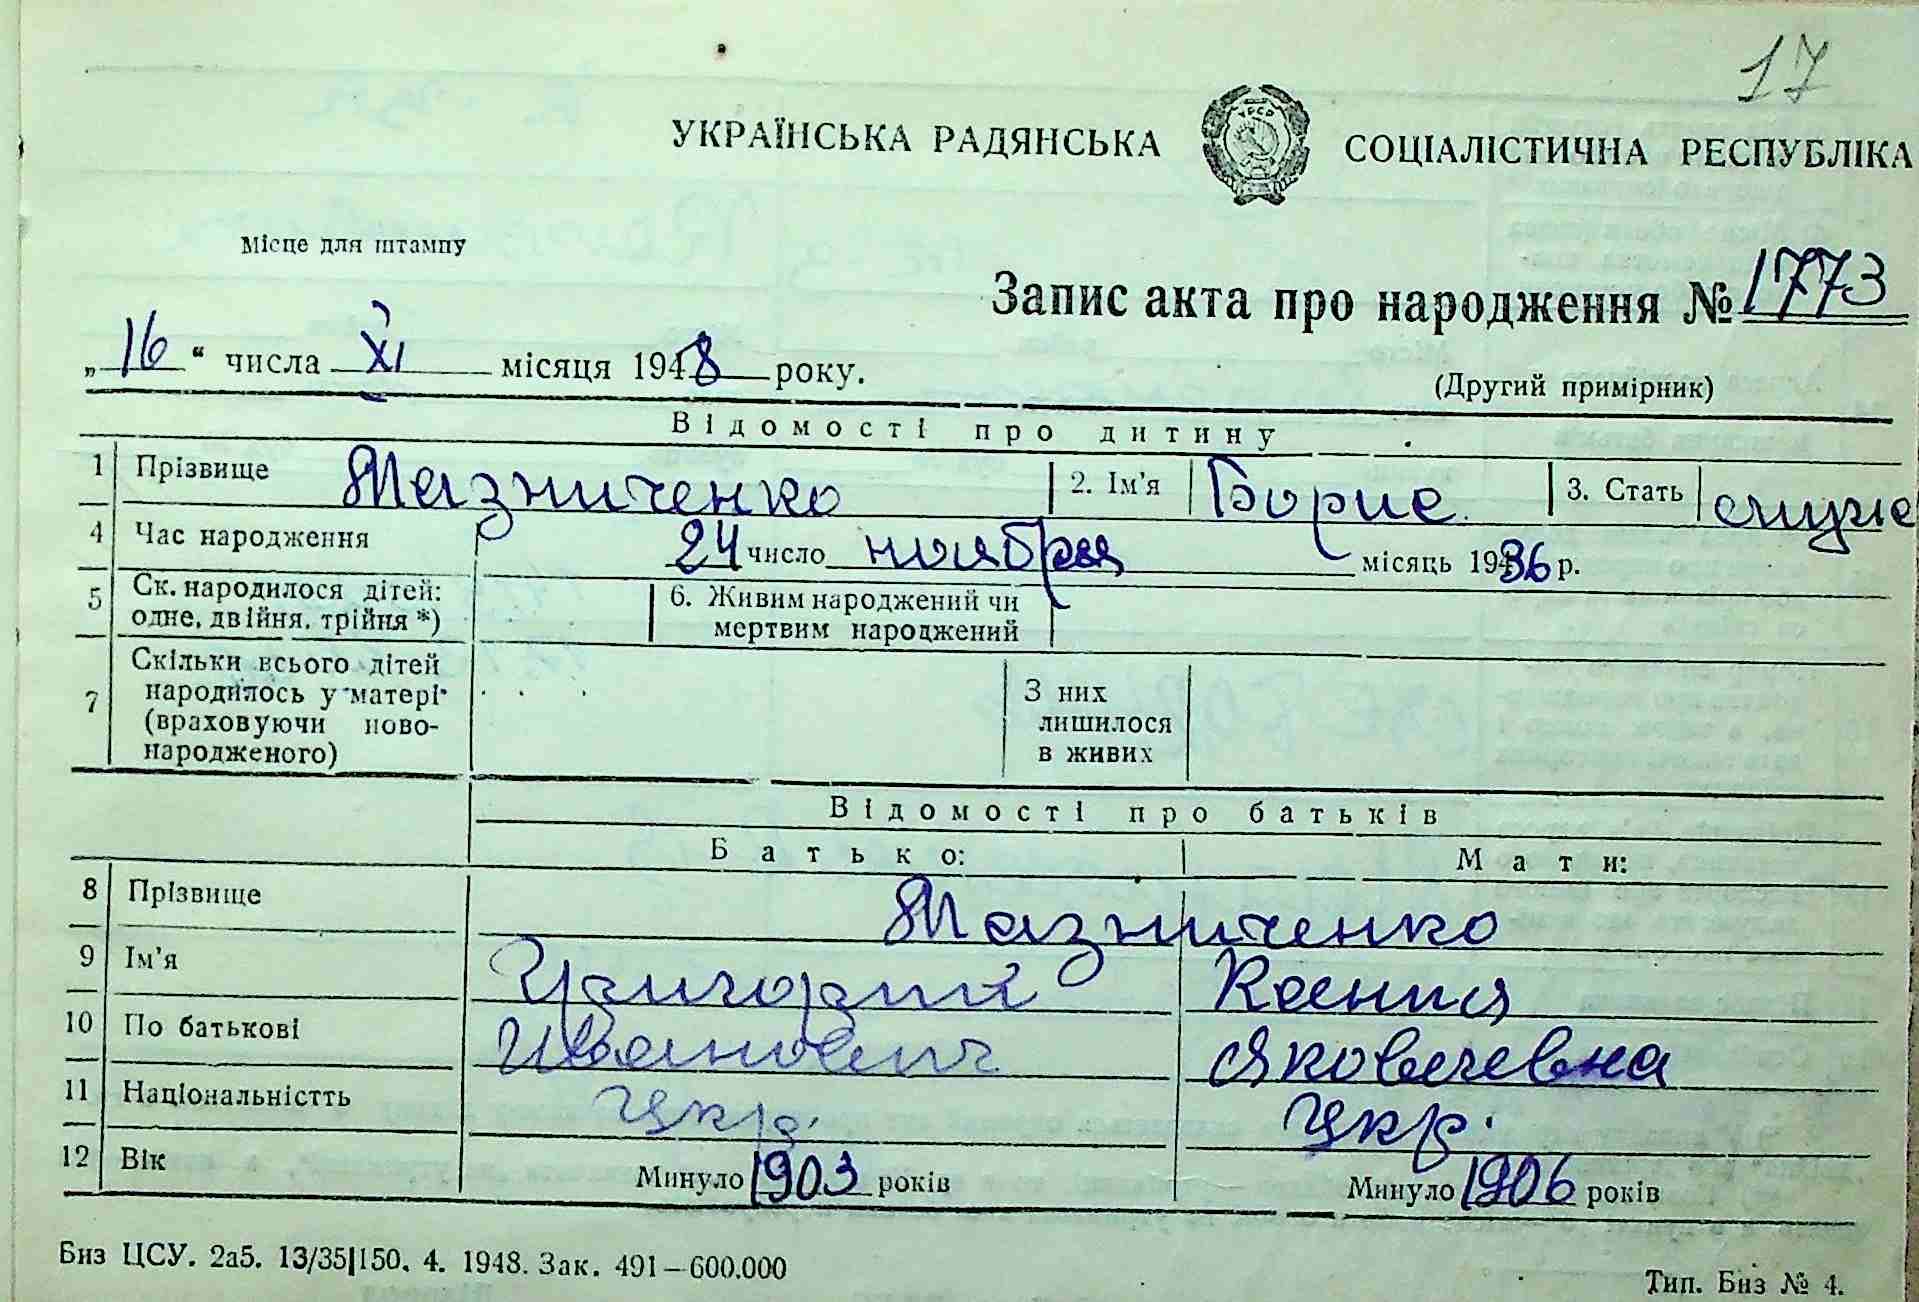 17
УКРАЇНСЬКА РАДЯНСЬКА СОЦІАЛІСТИЧНА РЕСПУБЛІКА
УРСР
Місце для штампу
Запис акта про народження № 1773
„16“ числа XI місяця 1948 року.
(Другий примірник)
Відомості про дитину
1 Прізвище Мазниченко 2. Ім'я Борис 3. Стать
4 Час народження 24 число ноября місяць 1936 р.
5 Ск. народилося дітей: одне, двійня, трійня *) 6. Живим народжений чи мертвим народжений
7 Скільки всього дітей народилось у матері (враховуючи ново-народженого) З них лишилося в живих
Відомості про батьків
Батько: Мати:
8 Прізвище Мазниченко
9 Ім'я Григорий Ксения
10 По батькові Иванович Яковлевна
11 Національністть Укр. Укр.
12 Вік Минуло 1903 років Минуло 1906 років
Биз ЦСУ. 2а5. 13/35|150. 4. 1948. Зак. 491—600.000
Тип. Биз № 4.